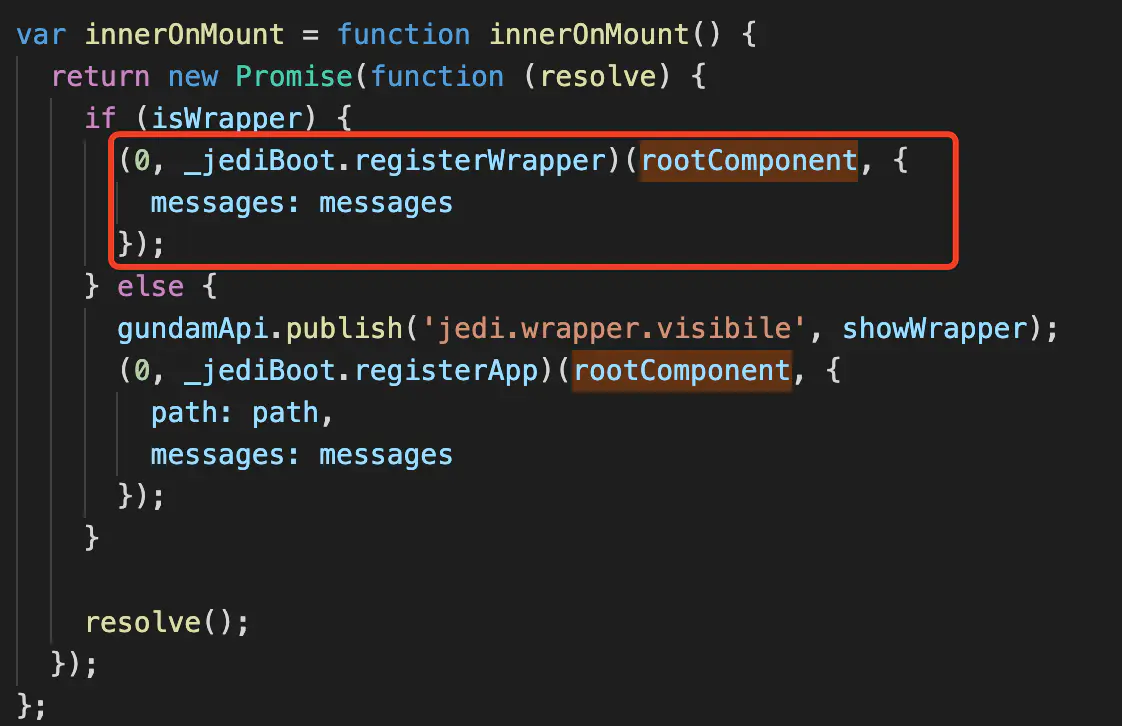 var innerOnMount = function innerOnMount() {
return new Promise(function (resolve) {
if (isWrapper) {
(0, _jediBoot.registerWrapper)(rootComponent, {
messages: messages
});
} else {
gundamApi.publish('jedi.wrapper.visibile', showWrapper);
(0, _jediBoot.registerApp)(rootComponent, {
path: path,
messages: messages
});
}
resolve();
});
};